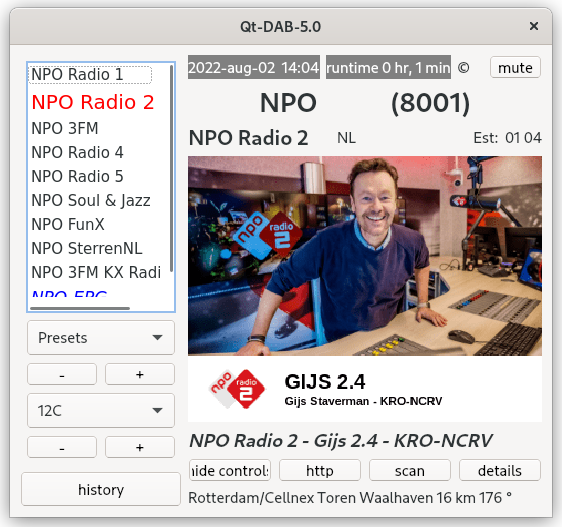 Qt-DAB-5.0
×
NPO Radio 1
NPO Radio 2
NPO 3FM
NPO Radio 4
NPO Radio 5
NPO Soul & Jazz
NPO FunX
NPO SterrenNL
NPO 3FM KX Radi
NPO EPG
Presets
- +
12C
- +
history
2022-aug-02 14:04 runtime 0 hr, 1 min © mute
NPO (8001)
NPO Radio 2 NL Est: 01 04
npo radio 2
npo radio 2
GIJS 2.4
Gijs Staverman - KRO-NCRV
NPO Radio 2 - Gijs 2.4 - KRO-NCRV
hide controls http scan details
Rotterdam/Cellnex Toren Waalhaven 16 km 176 °